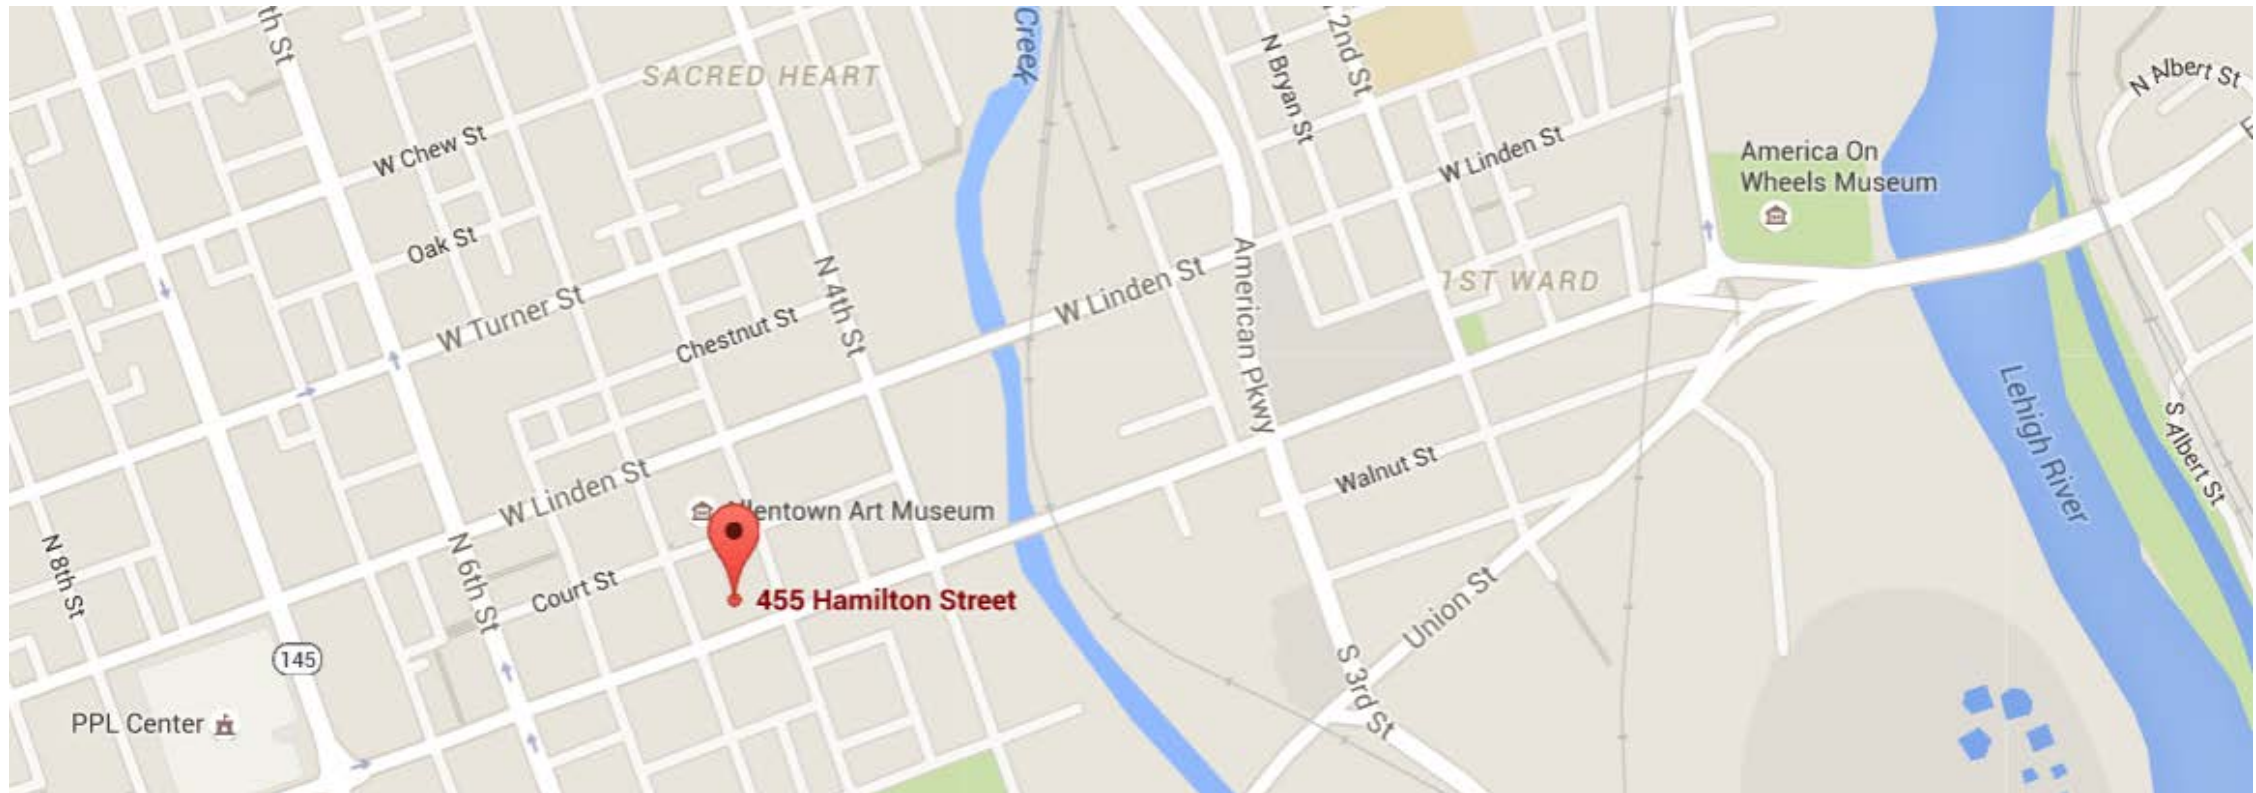 th St
Creek
2nd St
N Bryan St
SACRED HEART
N Albert St
W Chew St
W Linden St
America On
Wheels Museum
Oak St
N 4th St
American Pkwy
W Linden St
1ST WARD
W Turner St
Chestnut St
Lehigh River
S Albert St
W Linden St
Walnut St
Allentown Art Museum
N 8th St
N 6th St
Court St
455 Hamilton Street
Union St
145
S 3rd St
PPL Center